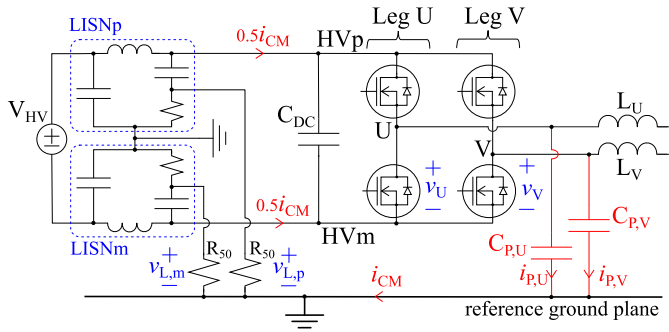 Leg U Leg V
LISNp
0.5iCM HVp
VHV
CDC
U
V
LU
LV
vU
vV
LISNm
0.5iCM HVm
CP,U
CP,V
R50 R50
vL,m vL,p
iP,U iP,V
iCM
reference ground plane